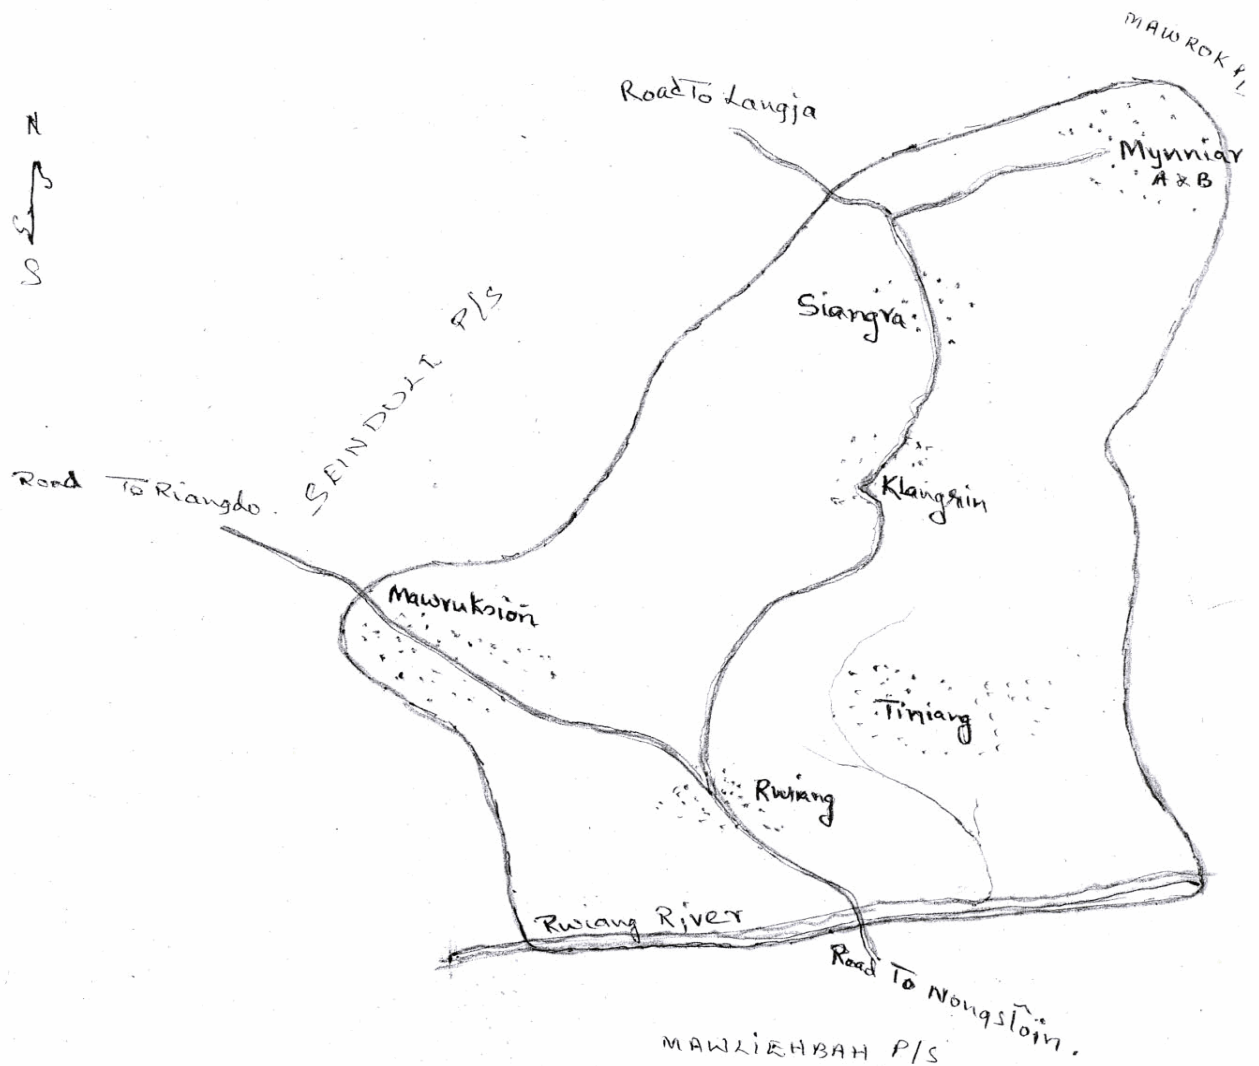 MAWROK P/
Road To Langja
N
Mynniar
A & B
S
Siangra
SEINDULI P/S
Road To Riangdo.
Klangrin
Mawruksión
Tiniang
Rwiang
Rwiang River
Road To Nongstoin.
MAWLIEHBAH P/S